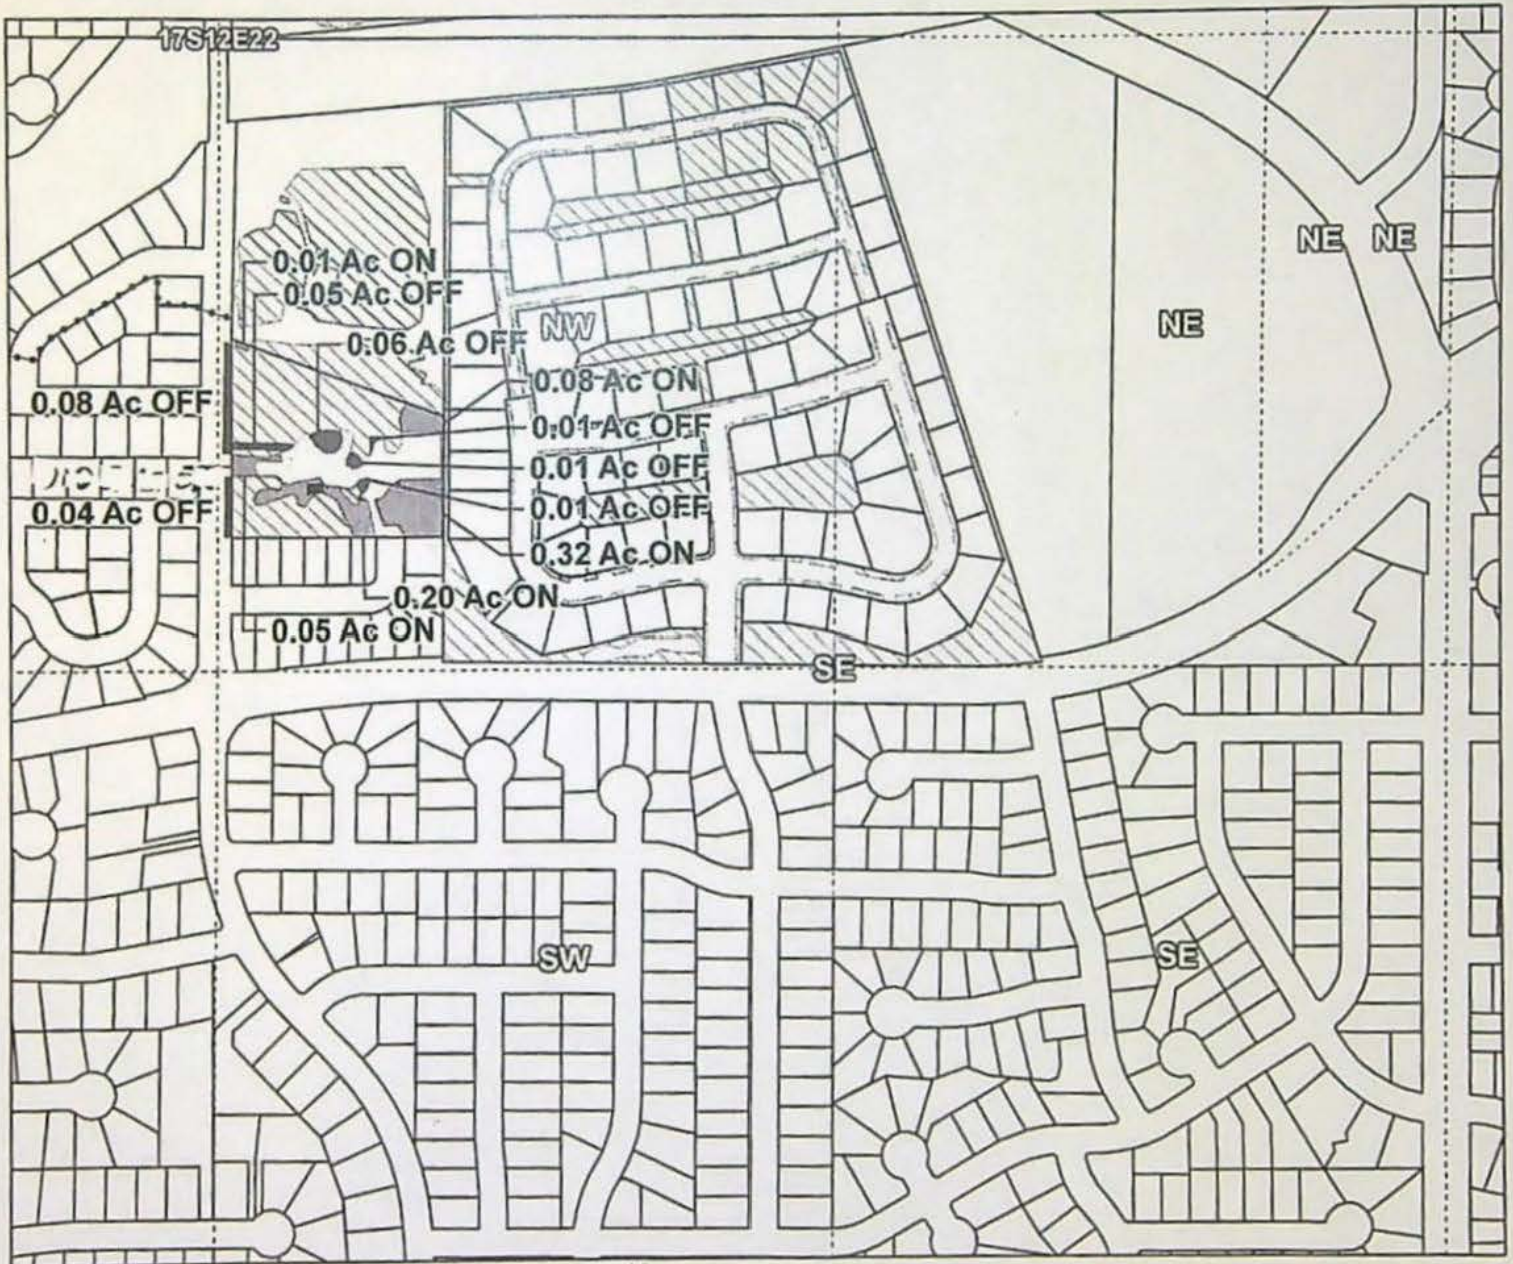 17S12E22
NE NE
0.01 Ac ON
0.05 Ac OFF
NW
NE
0.06 Ac OFF
0.08 Ac ON
0.08 Ac OFF
0.01 Ac OFF
0.01 Ac OFF
0.01 Ac OFF
0.04 Ac OFF
0.32 Ac ON
0.20 Ac ON
0.05 Ac ON
SE
SW
SE